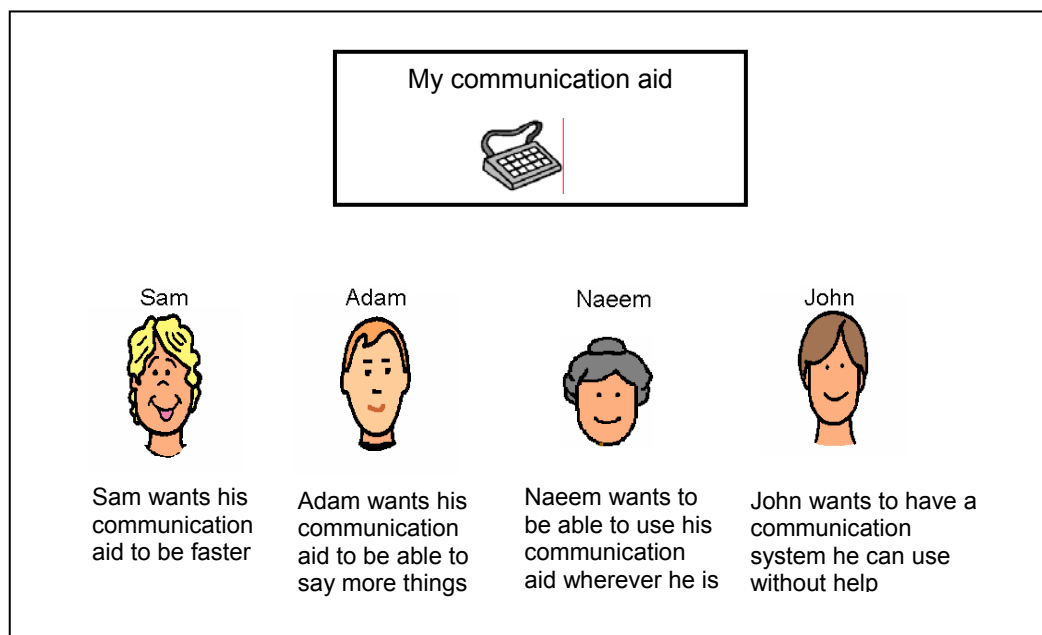 My communication aid
Sam
Adam
Naeem
John
Sam wants his
communication
aid to be faster
Adam wants his
communication
aid to be able to
say more things
Naeem wants to
be able to use his
communication
aid wherever he is
John wants to have a
communication
system he can use
without help